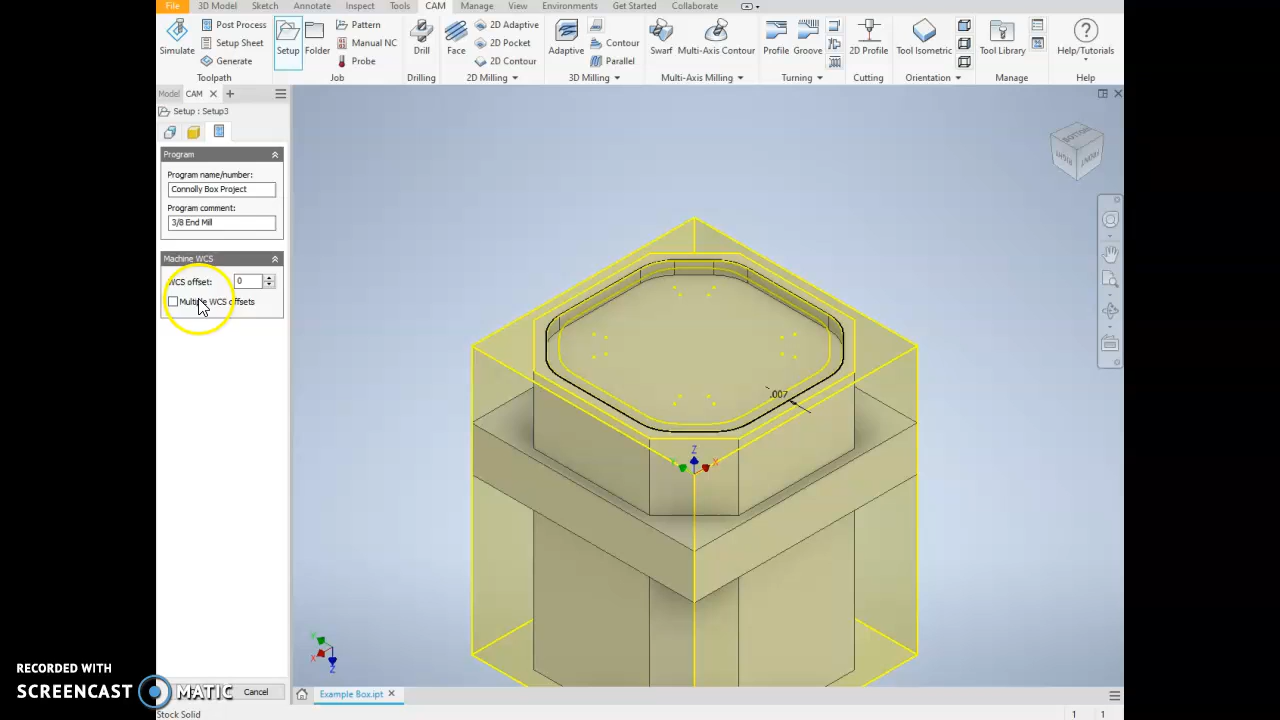 File 3D Model Sketch Annotate Inspect Tools CAM Manage View Environments Get Started Collaborate
Simulate
Post Process
Setup Sheet
Generate
Toolpath
Setup
Folder
Pattern
Manual NC
Probe
Job
Drill
Drilling
Face
2D Adaptive
2D Pocket
2D Contour
2D Milling
Adaptive
Contour
Parallel
3D Milling
Swarf
Multi-Axis Contour
Multi-Axis Milling
Profile
Groove
Turning
2D Profile
Cutting
Tool Isometric
Orientation
Tool Library
Manage
Help/Tutorials
Help
Model CAM
Setup : Setup3
Program
Program name/number:
Connolly Box Project
Program comment:
3/8 End Mill
Machine WCS
WCS offset: 0
Multiple WCS offsets
BOTTOM
RIGHT
FRONT
.007
Z
X
X
Z
Cancel
Example Box.ipt
Stock Solid
1 1
RECORDED WITH
SCREENCAST MATIC